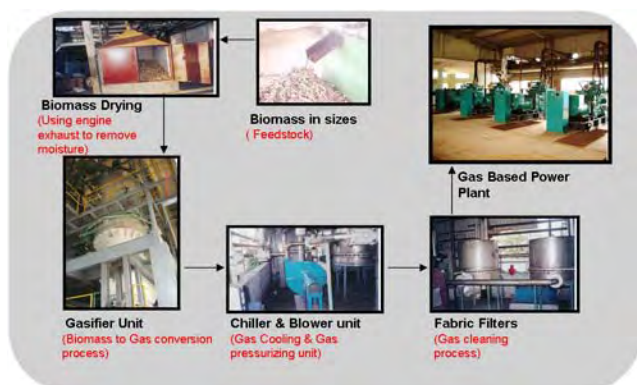 Biomass Drying
(Using engine
exhaust to remove
moisture)
Biomass in sizes
( Feedstock)
Gas Based Power
Plant
Gasifier Unit
(Biomass to Gas conversion
process)
Chiller & Blower unit
(Gas Cooling & Gas
pressurizing unit)
Fabric Filters
(Gas cleaning
process)